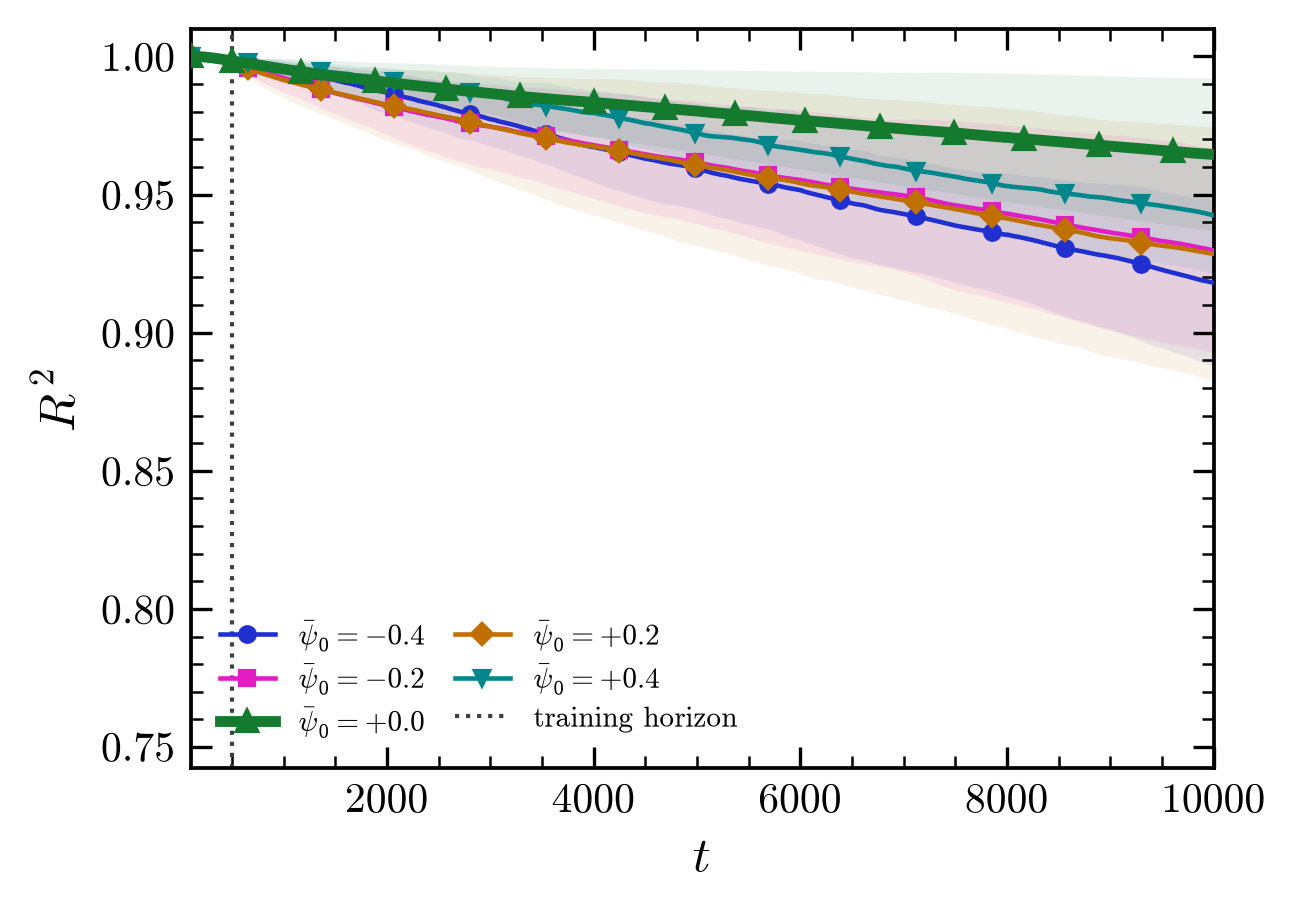 1.00
0.95
0.90
0.85
0.80
0.75
R²
ψ̄₀ = −0.4
ψ̄₀ = −0.2
ψ̄₀ = +0.0
ψ̄₀ = +0.2
ψ̄₀ = +0.4
training horizon
2000 4000 6000 8000 10000
t